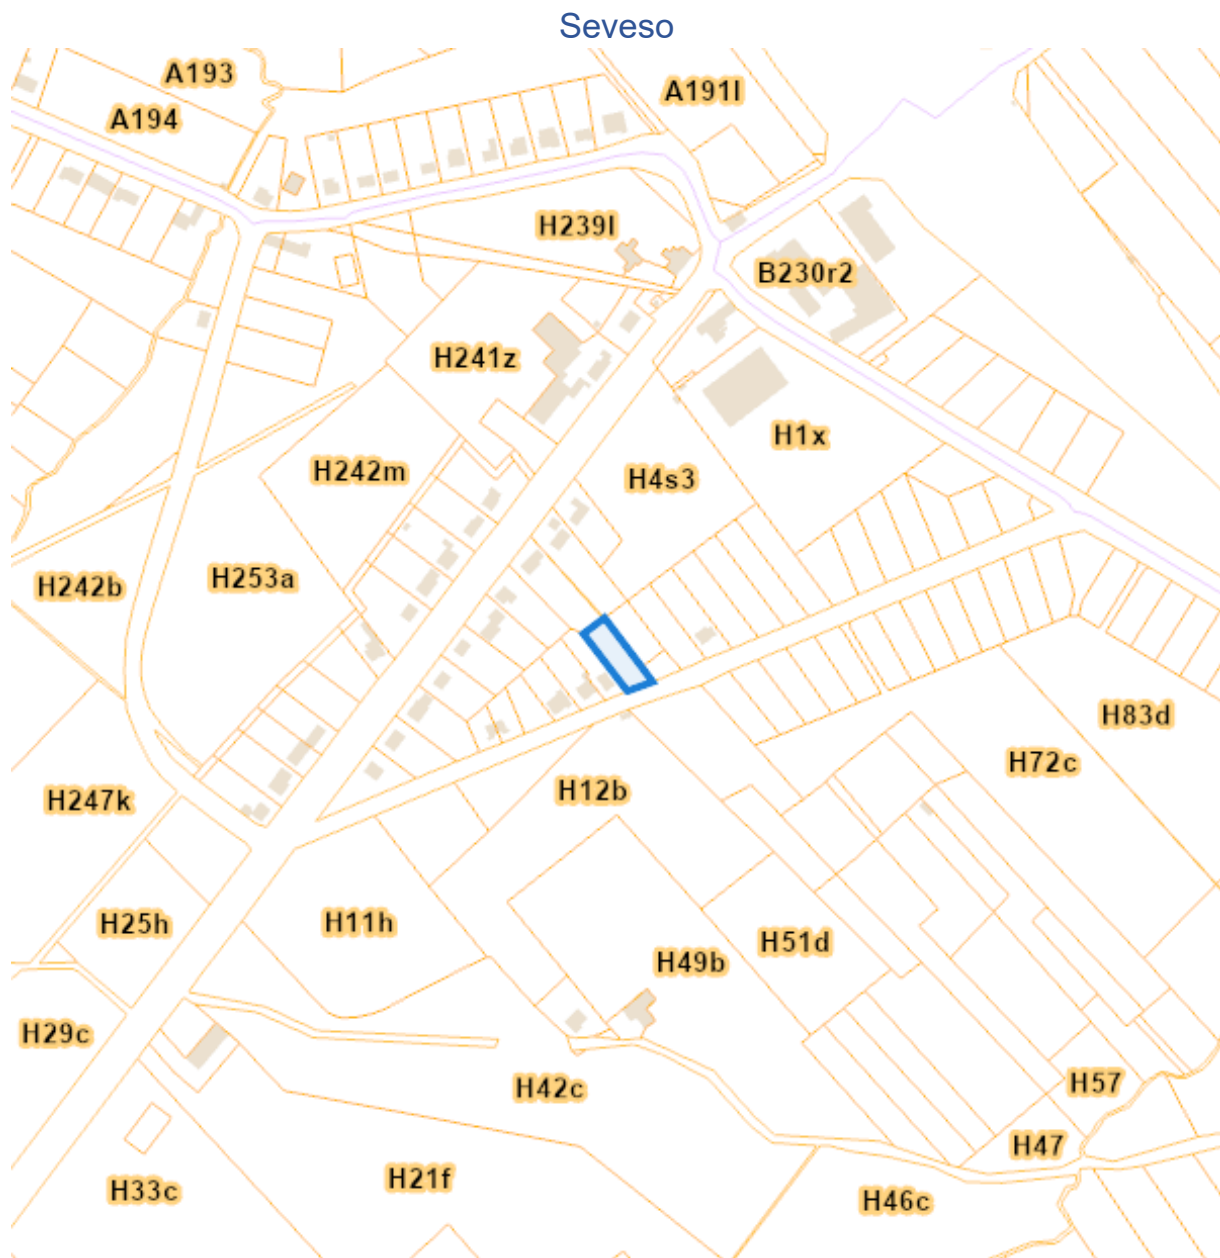 Seveso
A193
A191l
A194
H239l
B230r2
H241z
H1x
H242m
H4s3
H242b
H253a
H83d
H72c
H247k
H12b
H25h
H11h
H51d
H49b
H29c
H57
H42c
H47
H21f
H33c
H46c